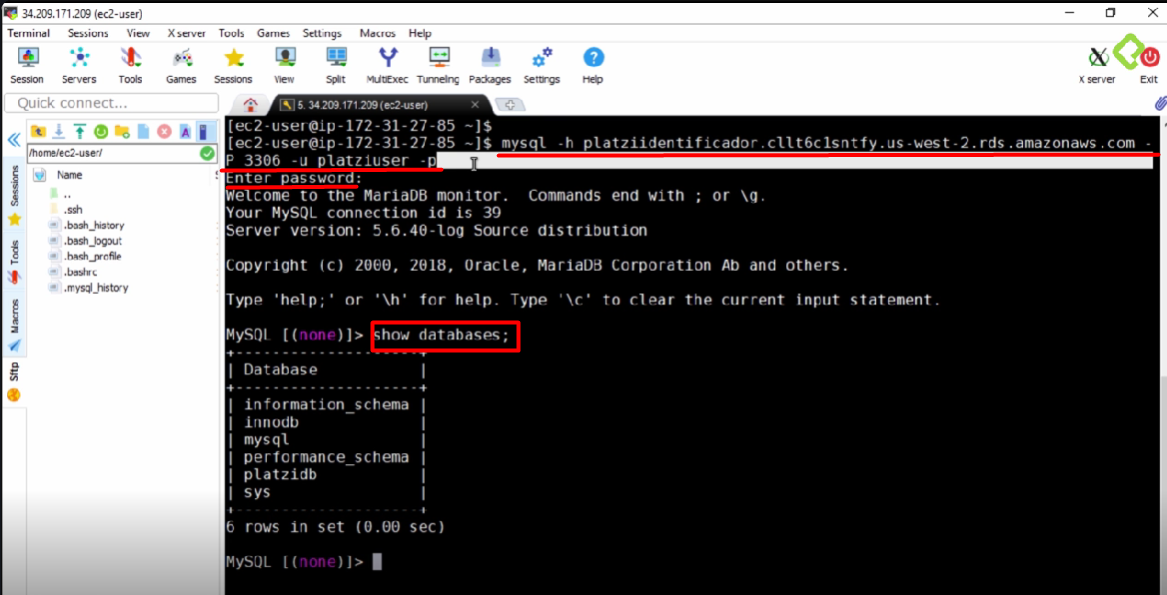 34.209.171.209 (ec2-user)
Terminal Sessions View X server Tools Games Settings Macros Help
Session Servers Tools Games Sessions View Split MultiExec Tunneling Packages Settings Help X server Exit
Quick connect...
5. 34.209.171.209 (ec2-user)
/home/ec2-user/
Name
..
.ssh
.bash_history
.bash_logout
.bash_profile
.bashrc
.mysql_history
Sessions
Tools
Macros
Sftp
[ec2-user@ip-172-31-27-85 ~]$
[ec2-user@ip-172-31-27-85 ~]$ mysql -h platziidentificador.cllt6c1sntfy.us-west-2.rds.amazonaws.com -
P 3306 -u platziuser -p
Enter password:
Welcome to the MariaDB monitor.  Commands end with ; or \g.
Your MySQL connection id is 39
Server version: 5.6.40-log Source distribution
Copyright (c) 2000, 2018, Oracle, MariaDB Corporation Ab and others.
Type 'help;' or '\h' for help. Type '\c' to clear the current input statement.
MySQL [(none)]> show databases;
+--------------------+
| Database           |
+--------------------+
| information_schema |
| innodb             |
| mysql              |
| performance_schema |
| platzidb           |
| sys                |
+--------------------+
6 rows in set (0.00 sec)
MySQL [(none)]>